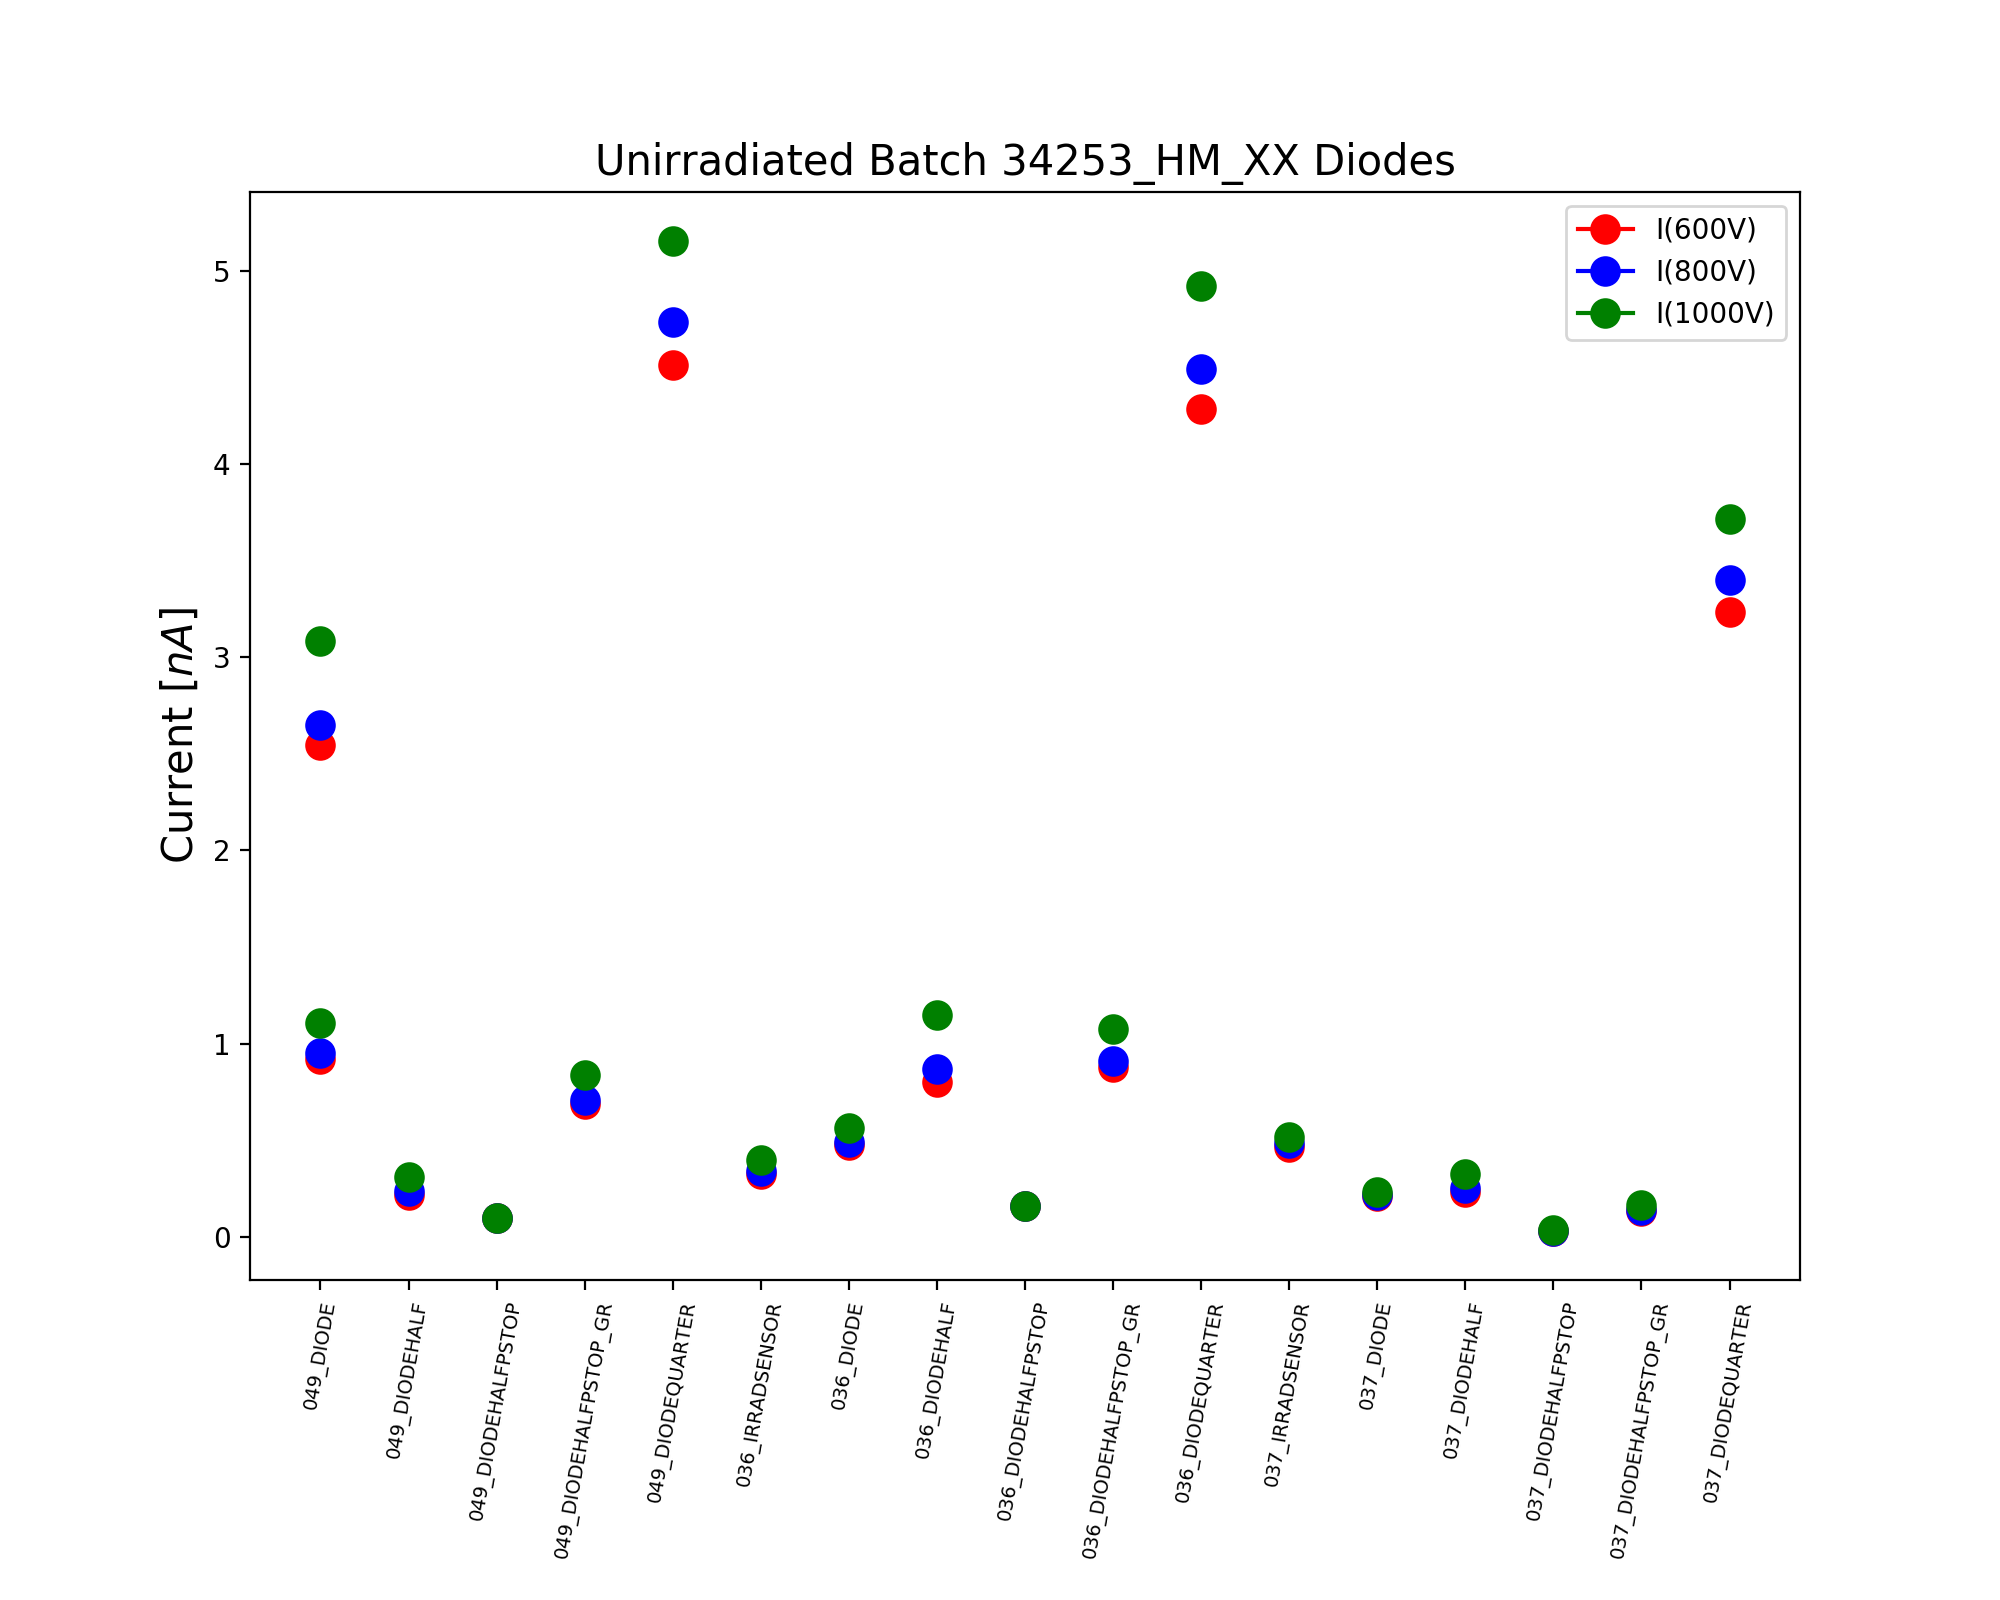 Unirradiated Batch 34253_HM_XX Diodes
I(600V)
I(800V)
I(1000V)
Current [nA]
5
4
3
2
1
0
049_DIODE
049_DIODEHALF
049_DIODEHALFPSTOP
049_DIODEHALFPSTOP_GR
049_DIODEQUARTER
036_IRRADSENSOR
036_DIODE
036_DIODEHALF
036_DIODEHALFPSTOP
036_DIODEHALFPSTOP_GR
036_DIODEQUARTER
037_IRRADSENSOR
037_DIODE
037_DIODEHALF
037_DIODEHALFPSTOP
037_DIODEHALFPSTOP_GR
037_DIODEQUARTER